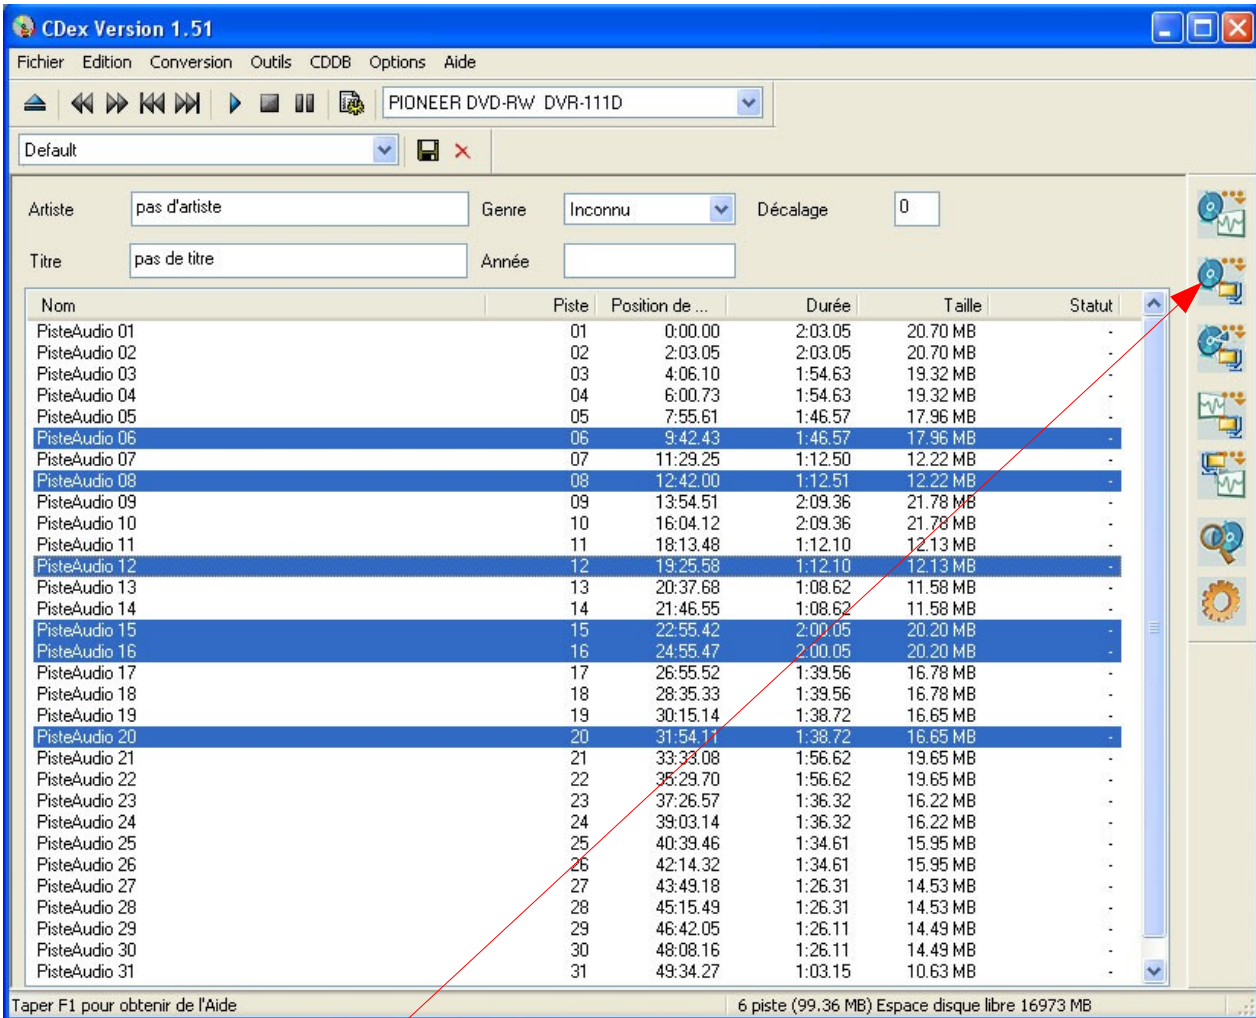 CDex Version 1.51
Fichier Edition Conversion Outils CDDB Options Aide
PIONEER DVD-RW DVR-111D
Default
Artiste pas d'artiste Genre Inconnu Décalage 0
Titre pas de titre Année
Nom Piste Position de ... Durée Taille Statut
PisteAudio 01 01 0:00.00 2:03.05 20.70 MB -
PisteAudio 02 02 2:03.05 2:03.05 20.70 MB -
PisteAudio 03 03 4:06.10 1:54.63 19.32 MB -
PisteAudio 04 04 6:00.73 1:54.63 19.32 MB -
PisteAudio 05 05 7:55.61 1:46.57 17.96 MB -
PisteAudio 06 06 9:42.43 1:46.57 17.96 MB -
PisteAudio 07 07 11:29.25 1:12.50 12.22 MB -
PisteAudio 08 08 12:42.00 1:12.51 12.22 MB -
PisteAudio 09 09 13:54.51 2:09.36 21.78 MB -
PisteAudio 10 10 16:04.12 2:09.36 21.78 MB -
PisteAudio 11 11 18:13.48 1:12.10 12.13 MB -
PisteAudio 12 12 19:25.58 1:12.10 12.13 MB -
PisteAudio 13 13 20:37.68 1:08.62 11.58 MB -
PisteAudio 14 14 21:46.55 1:08.62 11.58 MB -
PisteAudio 15 15 22:55.42 2:00.05 20.20 MB -
PisteAudio 16 16 24:55.47 2:00.05 20.20 MB -
PisteAudio 17 17 26:55.52 1:39.56 16.78 MB -
PisteAudio 18 18 28:35.33 1:39.56 16.78 MB -
PisteAudio 19 19 30:15.14 1:38.72 16.65 MB -
PisteAudio 20 20 31:54.11 1:38.72 16.65 MB -
PisteAudio 21 21 33:33.08 1:56.62 19.65 MB -
PisteAudio 22 22 35:29.70 1:56.62 19.65 MB -
PisteAudio 23 23 37:26.57 1:36.32 16.22 MB -
PisteAudio 24 24 39:03.14 1:36.32 16.22 MB -
PisteAudio 25 25 40:39.46 1:34.61 15.95 MB -
PisteAudio 26 26 42:14.32 1:34.61 15.95 MB -
PisteAudio 27 27 43:49.18 1:26.31 14.53 MB -
PisteAudio 28 28 45:15.49 1:26.31 14.53 MB -
PisteAudio 29 29 46:42.05 1:26.11 14.49 MB -
PisteAudio 30 30 48:08.16 1:26.11 14.49 MB -
PisteAudio 31 31 49:34.27 1:03.15 10.63 MB -
Taper F1 pour obtenir de l'Aide 6 piste (99.36 MB) Espace disque libre 16973 MB